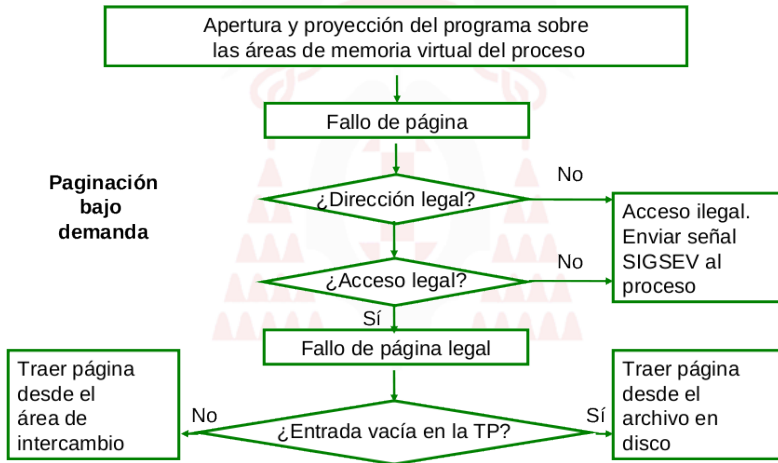 Apertura y proyección del programa sobre
las áreas de memoria virtual del proceso
Fallo de página
Paginación
bajo
demanda
¿Dirección legal?
No
Acceso ilegal.
Enviar señal
SIGSEV al
proceso
¿Acceso legal?
No
Sí
Fallo de página legal
Traer página
desde el
área de
intercambio
No
¿Entrada vacía en la TP?
Sí
Traer página
desde el
archivo en
disco